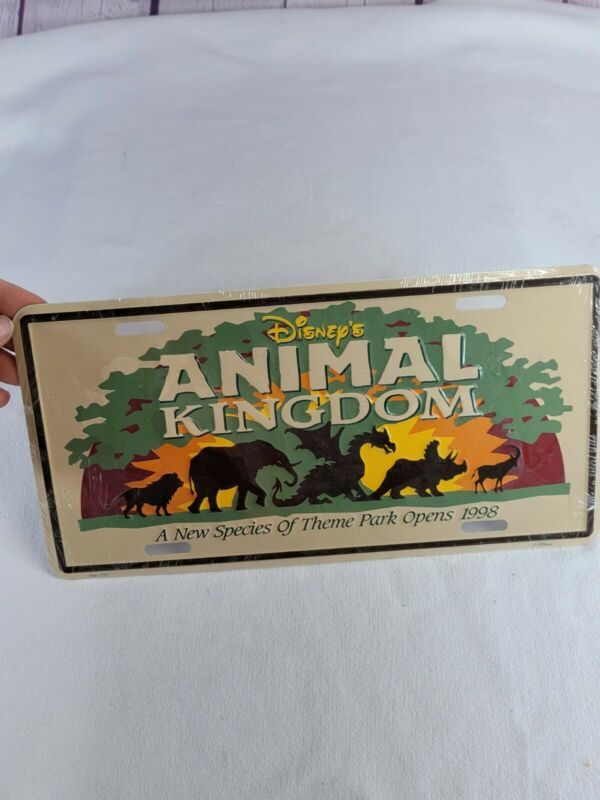 Disney's
ANIMAL
KINGDOM
A New Species Of Theme Park Opens 1998